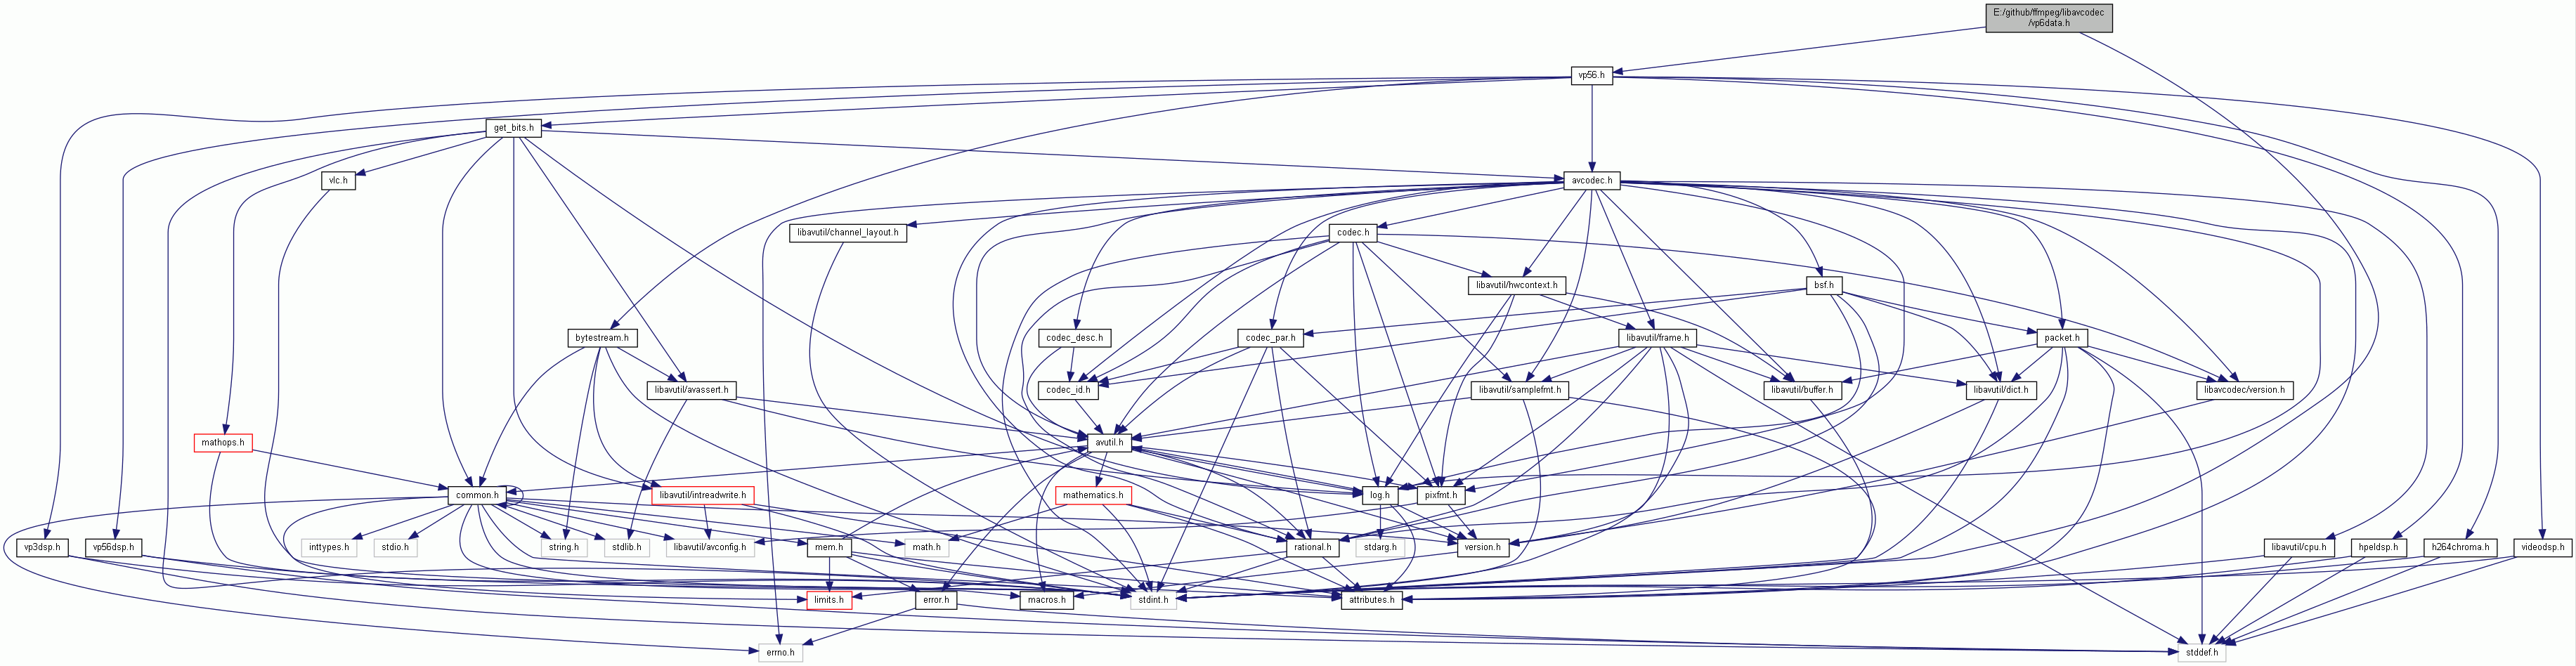 E:/github/ffmpeg/libavcodec
/vp6data.h
vp56.h
get_bits.h
vlc.h
avcodec.h
libavutil/channel_layout.h
codec.h
libavutil/hwcontext.h
bsf.h
bytestream.h
codec_desc.h
codec_par.h
libavutil/frame.h
packet.h
libavutil/avassert.h
codec_id.h
libavutil/samplefmt.h
libavutil/buffer.h
libavutil/dict.h
libavcodec/version.h
mathops.h
avutil.h
common.h
libavutil/intreadwrite.h
mathematics.h
log.h
pixfmt.h
vp3dsp.h
vp56dsp.h
inttypes.h
stdio.h
string.h
stdlib.h
libavutil/avconfig.h
mem.h
math.h
rational.h
stdarg.h
version.h
libavutil/cpu.h
hpeldsp.h
h264chroma.h
videodsp.h
limits.h
error.h
macros.h
stdint.h
attributes.h
errno.h
stddef.h